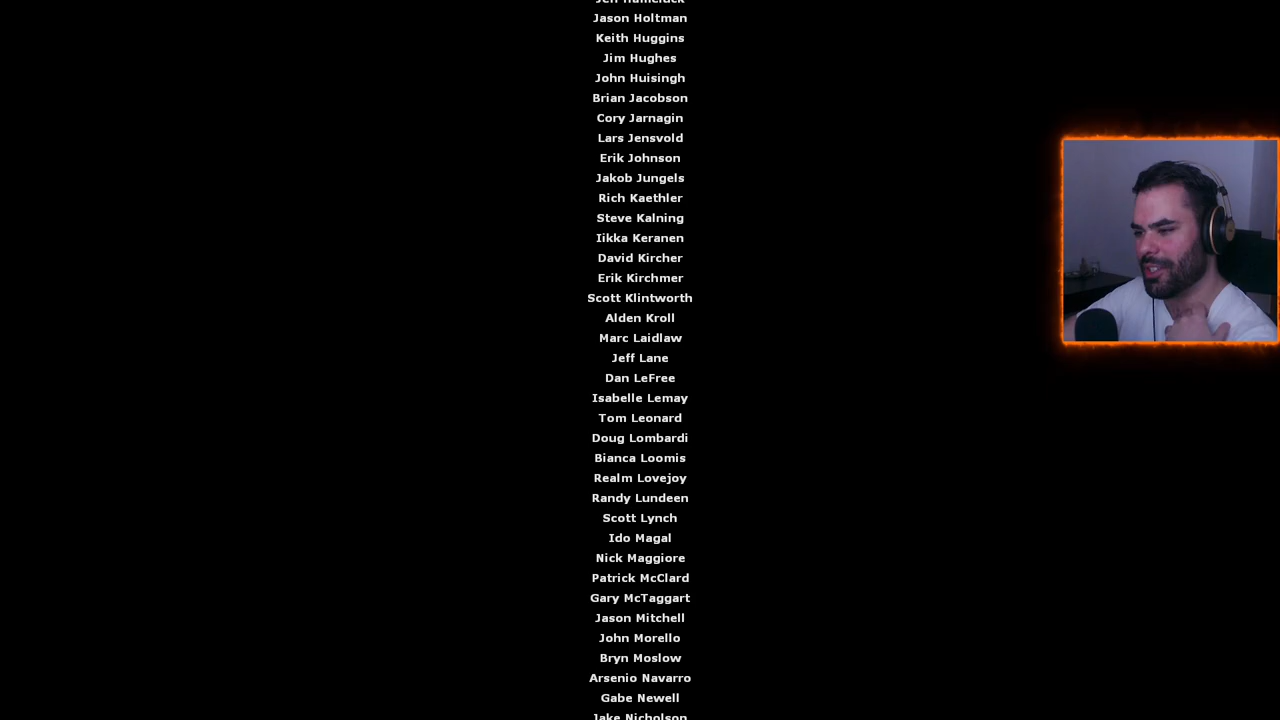 Jason Holtman
Keith Huggins
Jim Hughes
John Huisingh
Brian Jacobson
Cory Jarnagin
Lars Jensvold
Erik Johnson
Jakob Jungels
Rich Kaethler
Steve Kalning
Iikka Keranen
David Kircher
Erik Kirchmer
Scott Klintworth
Alden Kroll
Marc Laidlaw
Jeff Lane
Dan LeFree
Isabelle Lemay
Tom Leonard
Doug Lombardi
Bianca Loomis
Realm Lovejoy
Randy Lundeen
Scott Lynch
Ido Magal
Nick Maggiore
Patrick McClard
Gary McTaggart
Jason Mitchell
John Morello
Bryn Moslow
Arsenio Navarro
Gabe Newell
Jake Nicholson